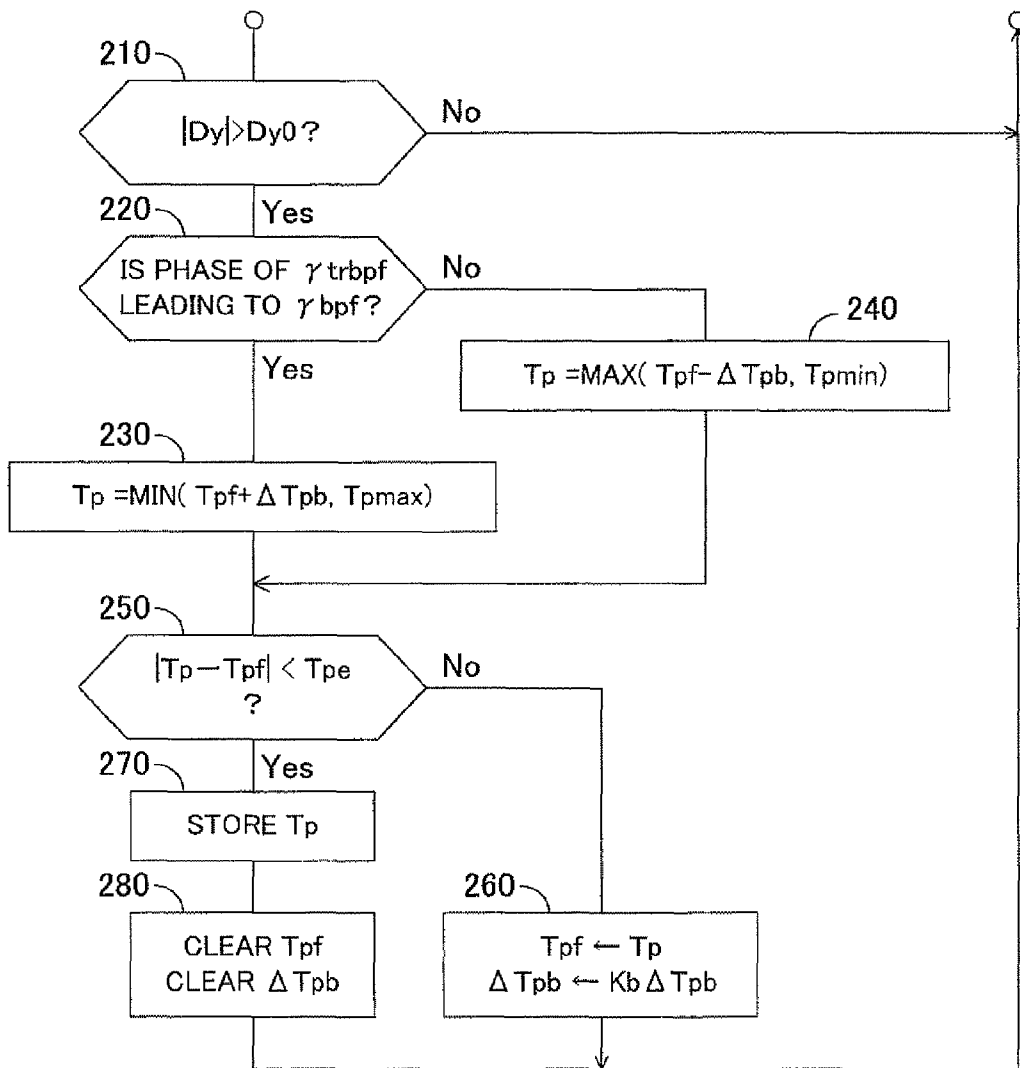 210
|Dy|>Dy0?
No
Yes
220
IS PHASE OF γtrbpf
LEADING TO γbpf?
No
Yes
240
Tp =MAX( Tpf-ΔTpb, Tpmin)
230
Tp =MIN( Tpf+ΔTpb, Tpmax)
250
|Tp-Tpf| < Tpe
?
No
Yes
270
STORE Tp
280
CLEAR Tpf
CLEAR ΔTpb
260
Tpf ← Tp
ΔTpb ← KbΔTpb